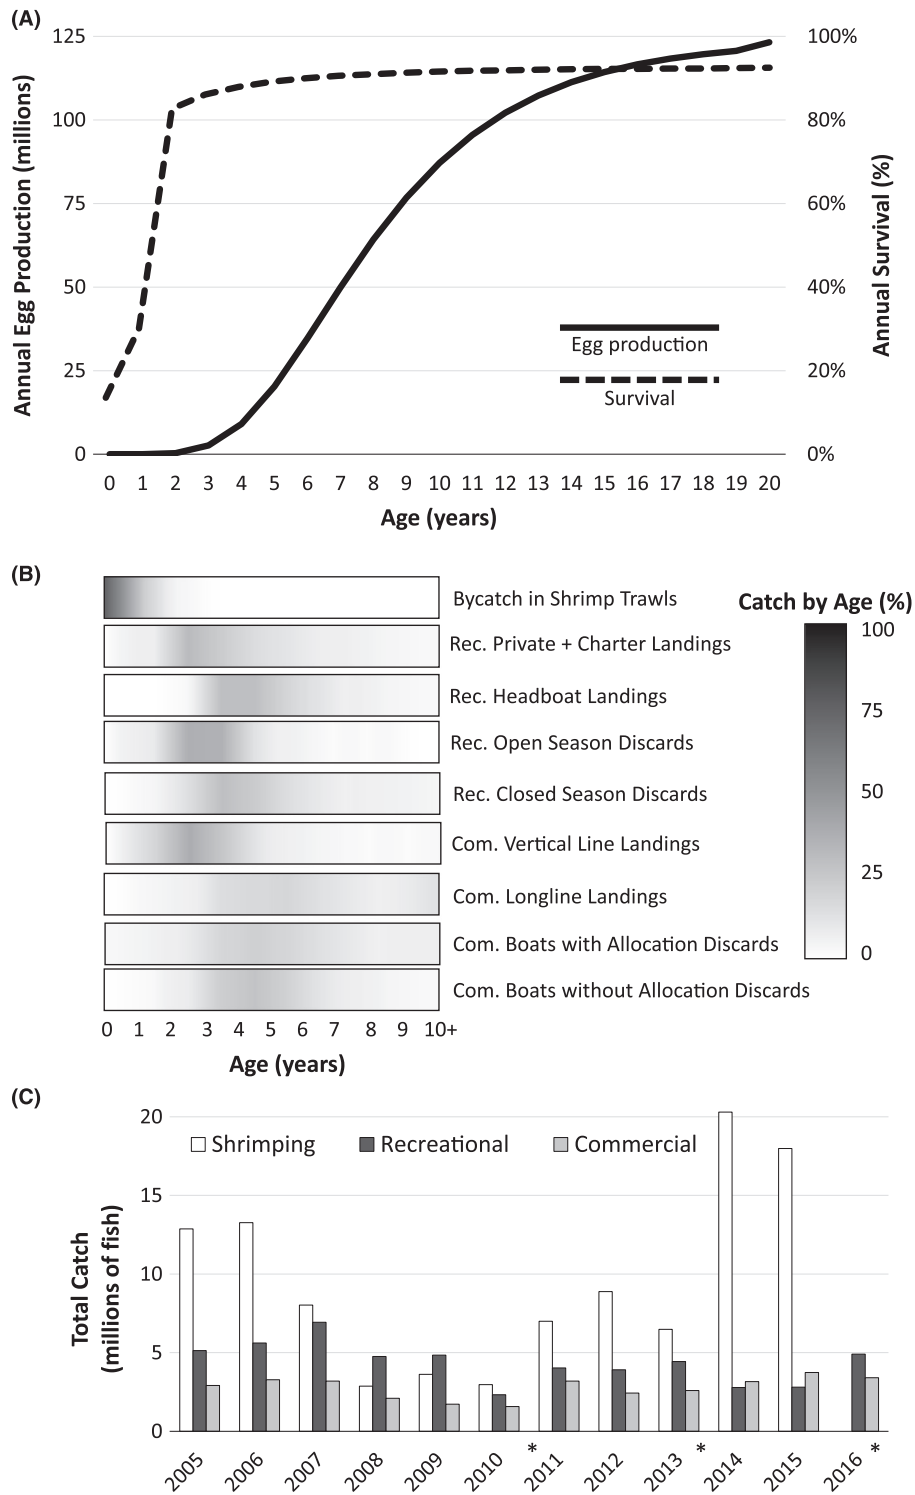 (A)
Annual Egg Production (millions)
125
100
75
50
25
0
100%
80%
60%
40%
20%
0%
Annual Survival (%)
Egg production
Survival
0 1 2 3 4 5 6 7 8 9 10 11 12 13 14 15 16 17 18 19 20
Age (years)
(B)
Bycatch in Shrimp Trawls
Rec. Private + Charter Landings
Rec. Headboat Landings
Rec. Open Season Discards
Rec. Closed Season Discards
Com. Vertical Line Landings
Com. Longline Landings
Com. Boats with Allocation Discards
Com. Boats without Allocation Discards
0 1 2 3 4 5 6 7 8 9 10+
Age (years)
Catch by Age (%)
100
75
50
25
0
(C)
Total Catch
(millions of fish)
20
15
10
5
0
Shrimping Recreational Commercial
2005 2006 2007 2008 2009 2010 * 2011 2012 2013 * 2014 2015 2016 *